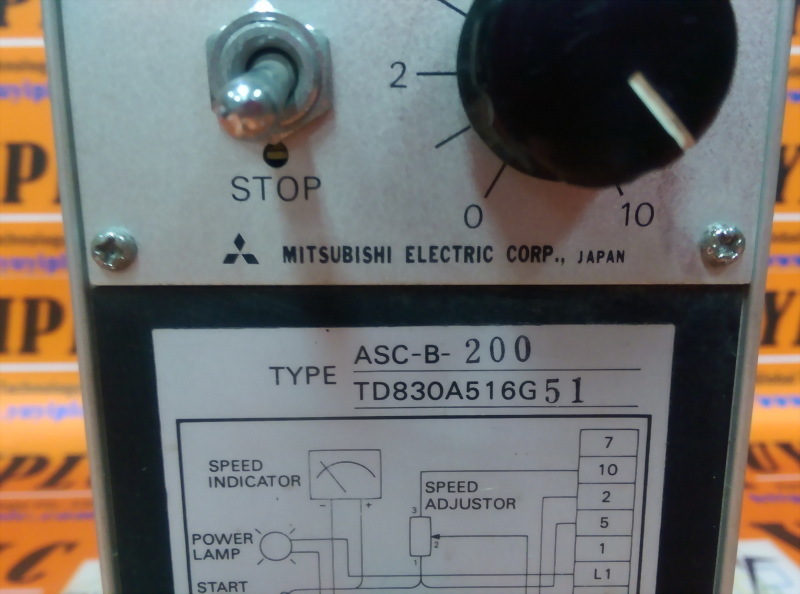 2
STOP
0
10
MITSUBISHI ELECTRIC CORP., JAPAN
TYPE ASC-B-200
TD830A516G51
7
10
2
5
1
L1
SPEED
INDICATOR
- +
SPEED
ADJUSTOR
3
2
1
POWER
LAMP
START